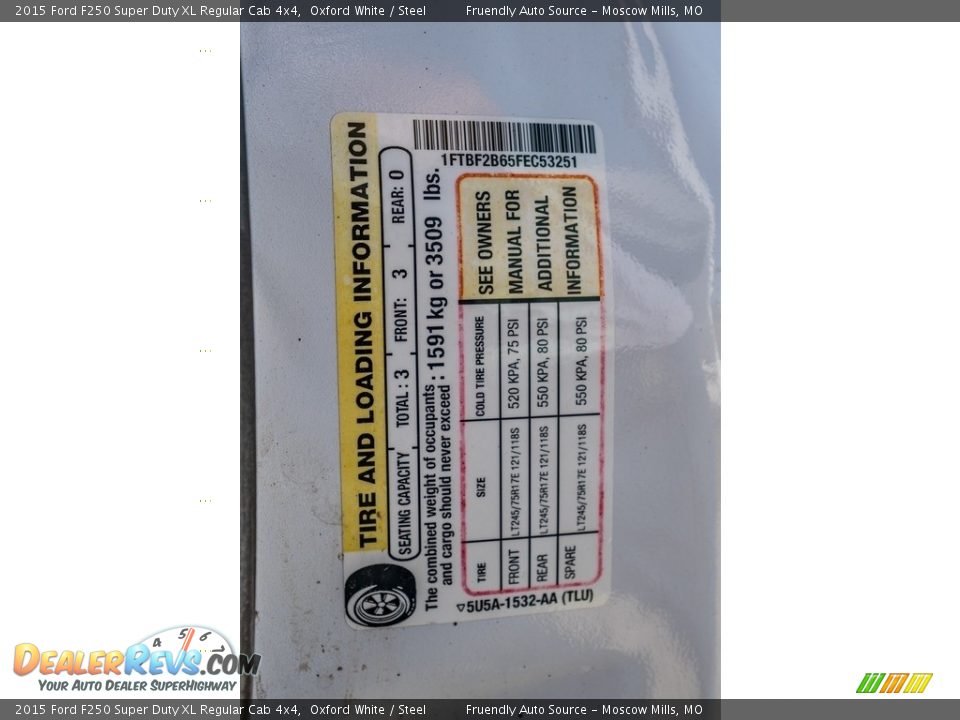 2015 Ford F250 Super Duty XL Regular Cab 4x4, Oxford White / Steel Fruendly Auto Source - Moscow Mills, MO
TIRE AND LOADING INFORMATION
SEATING CAPACITY TOTAL : 3 FRONT: 3 REAR: 0
The combined weight of occupants
and cargo should never exceed : 1591 kg or 3509 lbs.
1FTBF2B65FEC53251
TIRE SIZE COLD TIRE PRESSURE
FRONT LT245/75R17E 121/118S 520 KPA, 75 PSI
REAR LT245/75R17E 121/118S 550 KPA, 80 PSI
SPARE LT245/75R17E 121/118S 550 KPA, 80 PSI
SEE OWNERS
MANUAL FOR
ADDITIONAL
INFORMATION
5U5A-1532-AA (TLU)
4 5 6
DealerRevs.com
Your Auto Dealer SuperHighway
2015 Ford F250 Super Duty XL Regular Cab 4x4, Oxford White / Steel Fruendly Auto Source - Moscow Mills, MO